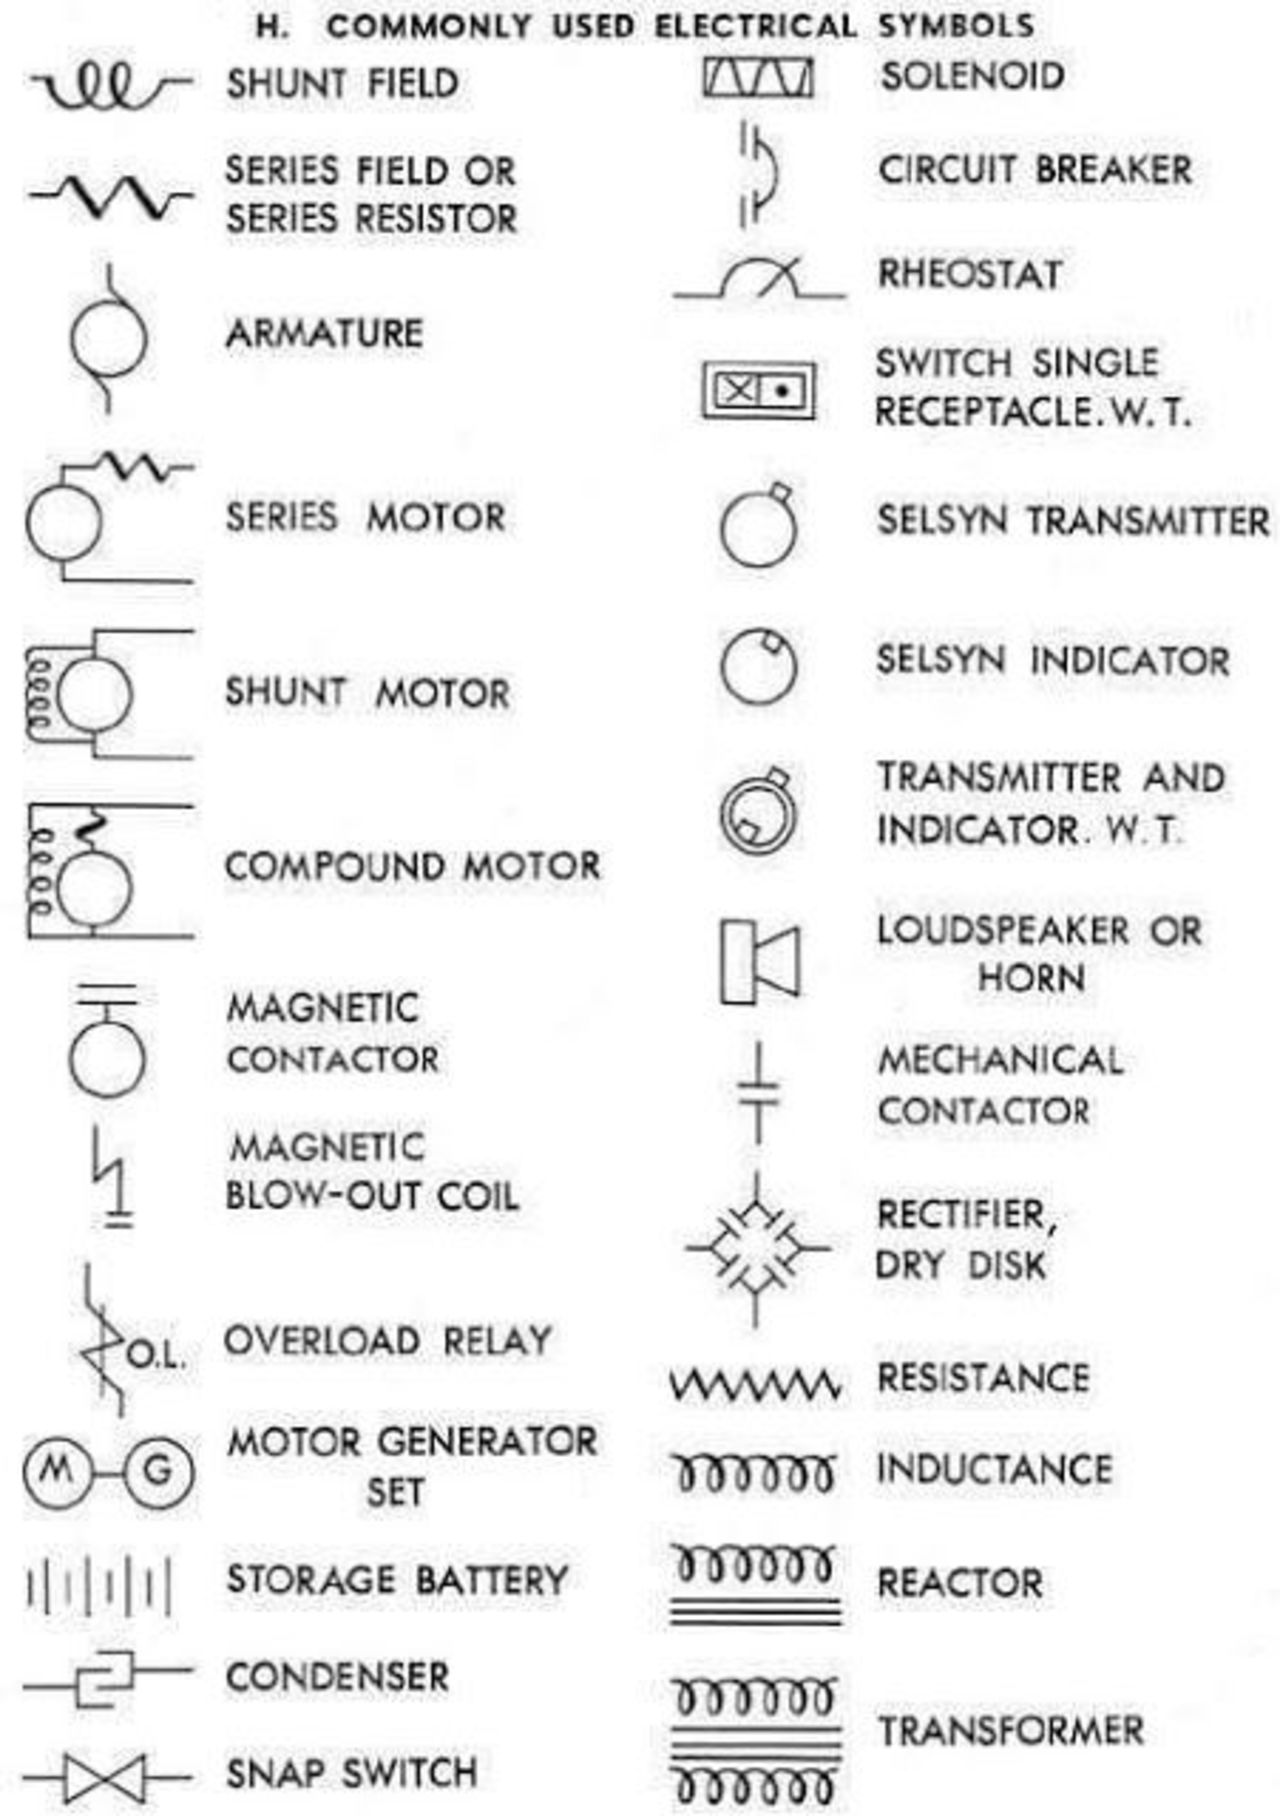 H. COMMONLY USED ELECTRICAL SYMBOLS
SHUNT FIELD
SERIES FIELD OR
SERIES RESISTOR
ARMATURE
SERIES MOTOR
SHUNT MOTOR
COMPOUND MOTOR
MAGNETIC
CONTACTOR
MAGNETIC
BLOW-OUT COIL
O.L.
OVERLOAD RELAY
M G
MOTOR GENERATOR
SET
STORAGE BATTERY
CONDENSER
SNAP SWITCH
SOLENOID
CIRCUIT BREAKER
RHEOSTAT
SWITCH SINGLE
RECEPTACLE. W. T.
SELSYN TRANSMITTER
SELSYN INDICATOR
TRANSMITTER AND
INDICATOR. W. T.
LOUDSPEAKER OR
HORN
MECHANICAL
CONTACTOR
RECTIFIER,
DRY DISK
RESISTANCE
INDUCTANCE
REACTOR
TRANSFORMER